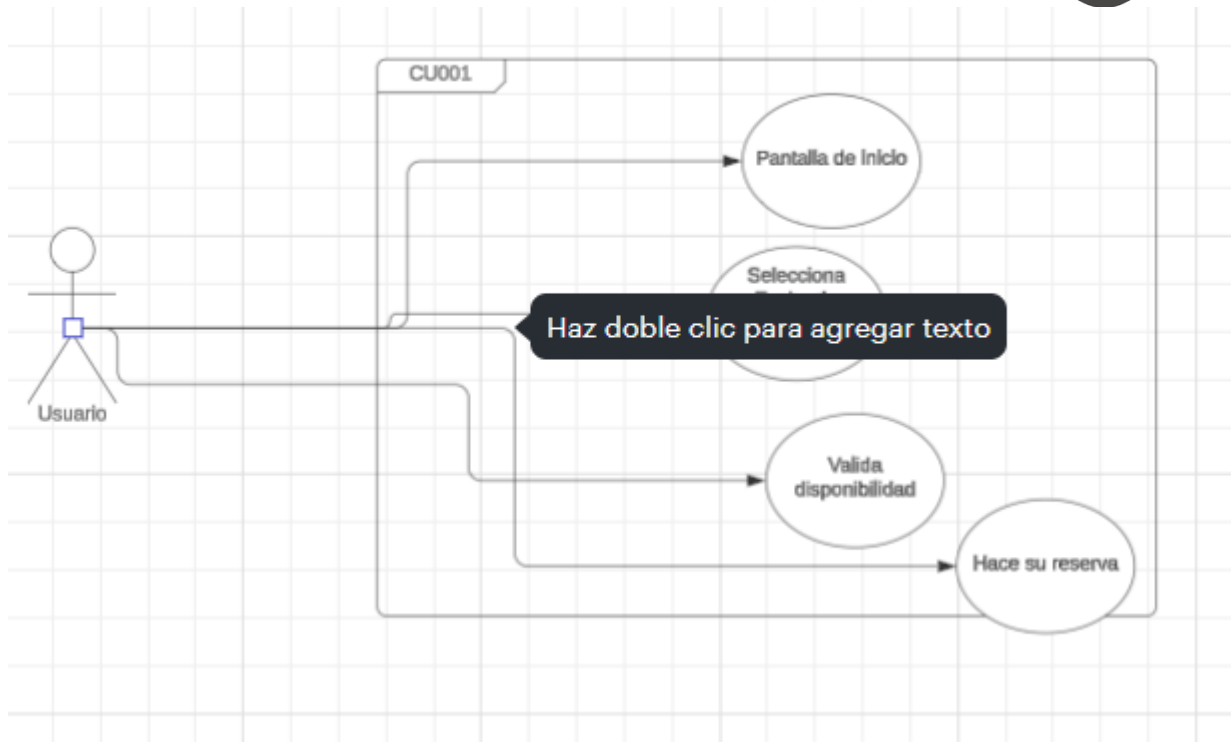 CU001
Pantalla de inicio
Selecciona
Haz doble clic para agregar texto
Usuario
Valida
disponibilidad
Hace su reserva